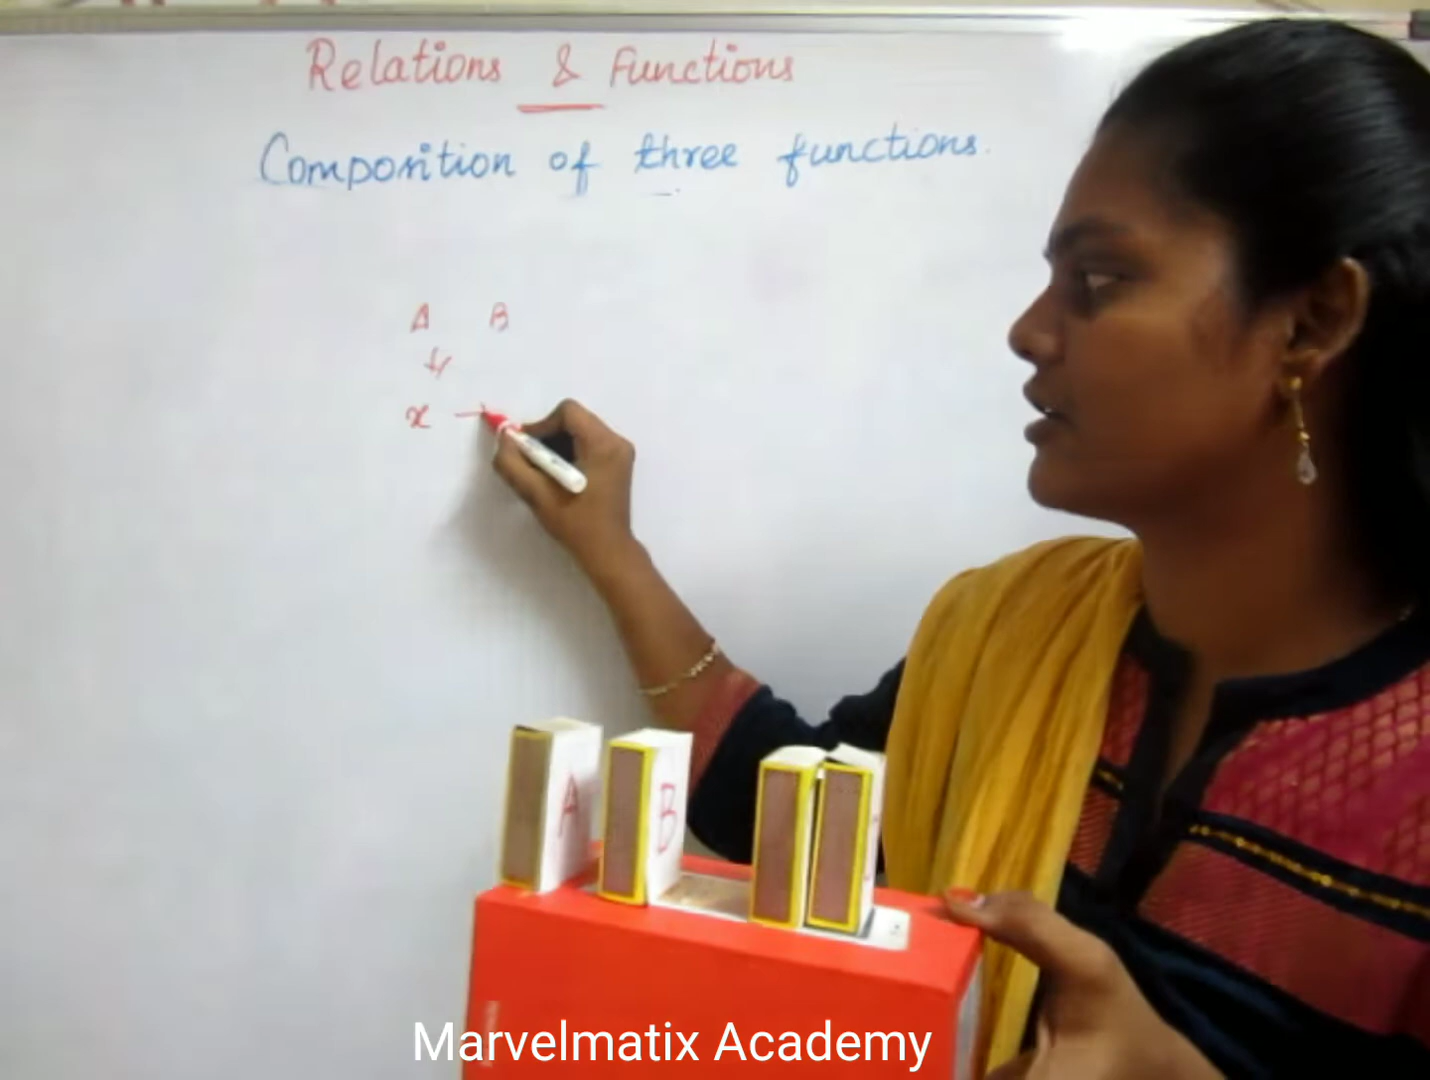 Relations & Functions
Composition of three functions.
A B
x
A B
Marvelmatix Academy